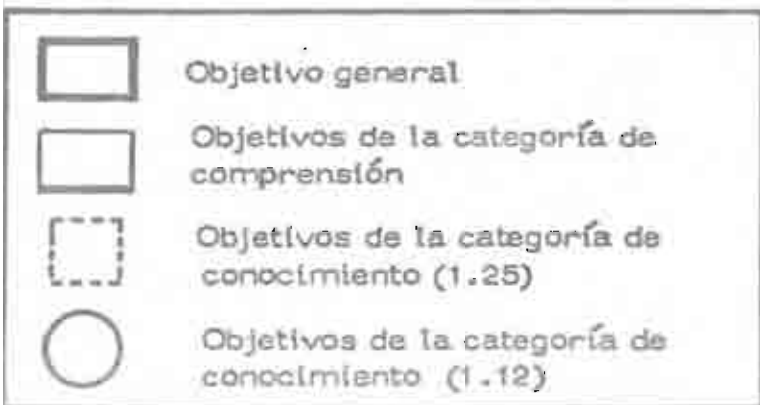 Objetivo general
Objetivos de la categoría de
comprensión
Objetivos de la categoría de
conocimiento (1.25)
Objetivos de la categoría de
conocimiento (1.12)